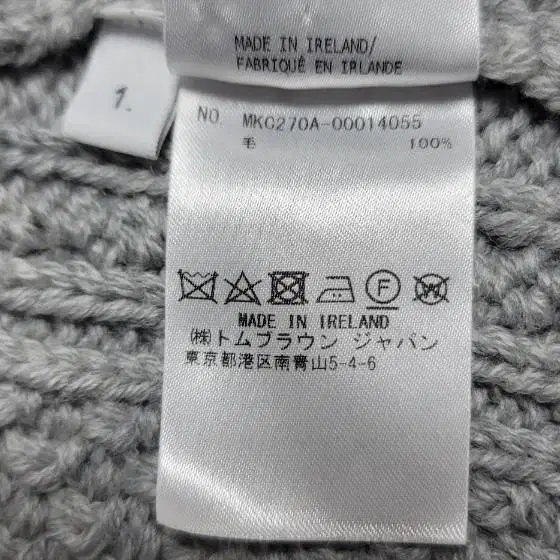 MADE IN IRELAND/
FABRIQUÉ EN IRLANDE
1.
NO. MKC270A-00014055
毛 100%
F
W
MADE IN IRELAND
(株)トムブラウン ジャパン
東京都港区南青山5-4-6